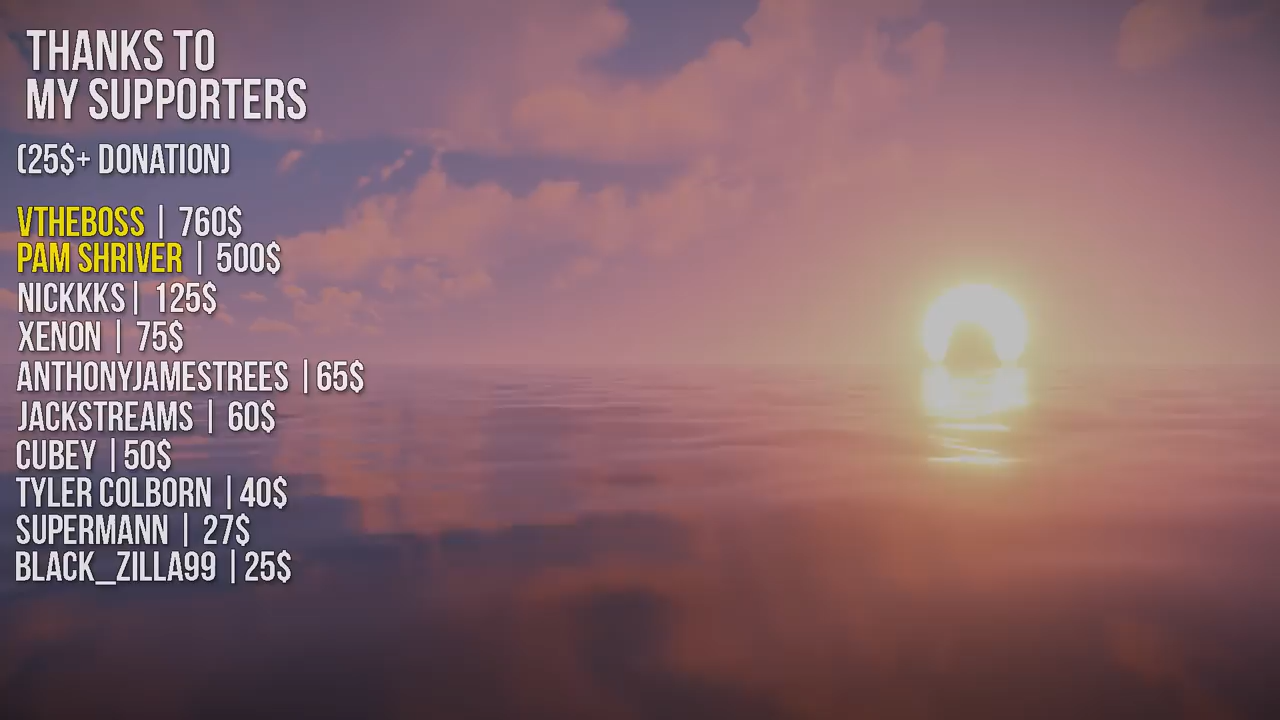 THANKS TO
MY SUPPORTERS
(25$+ DONATION)
VTHEBOSS | 760$
PAM SHRIVER | 500$
NICKKKS| 125$
XENON | 75$
ANTHONYJAMESTREES |65$
JACKSTREAMS | 60$
CUBEY |50$
TYLER COLBORN |40$
SUPERMANN | 27$
BLACK_ZILLA99 |25$